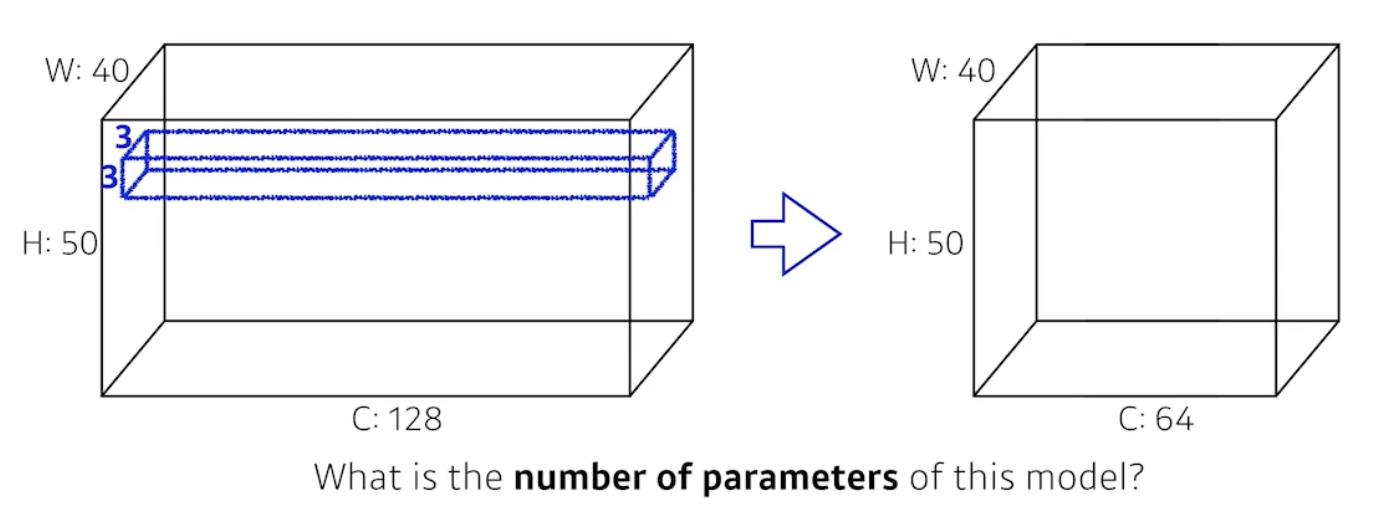 W: 40
3
3
H: 50
C: 128
W: 40
H: 50
C: 64
What is the number of parameters of this model?